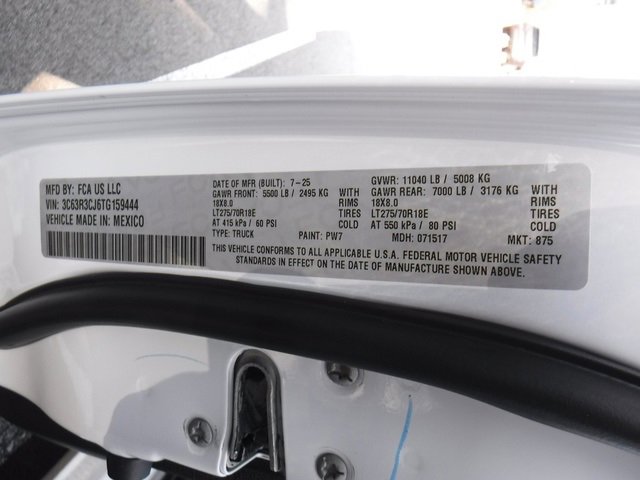 MFD BY: FCA US LLC
VIN: 3C63R3CJ6TG159444
VEHICLE MADE IN: MEXICO
DATE OF MFR (BUILT): 7-25
GAWR FRONT: 5500 LB / 2495 KG WITH
18X8.0 RIMS
LT275/70R18E TIRES
AT 415 kPa / 60 PSI COLD
TYPE: TRUCK PAINT: PW7
GVWR: 11040 LB / 5008 KG
GAWR REAR: 7000 LB / 3176 KG WITH
18X8.0 RIMS
LT275/70R18E TIRES
AT 550 kPa / 80 PSI COLD
MDH: 071517 MKT: 875
THIS VEHICLE CONFORMS TO ALL APPLICABLE U.S.A. FEDERAL MOTOR VEHICLE SAFETY
STANDARDS IN EFFECT ON THE DATE OF MANUFACTURE SHOWN ABOVE.